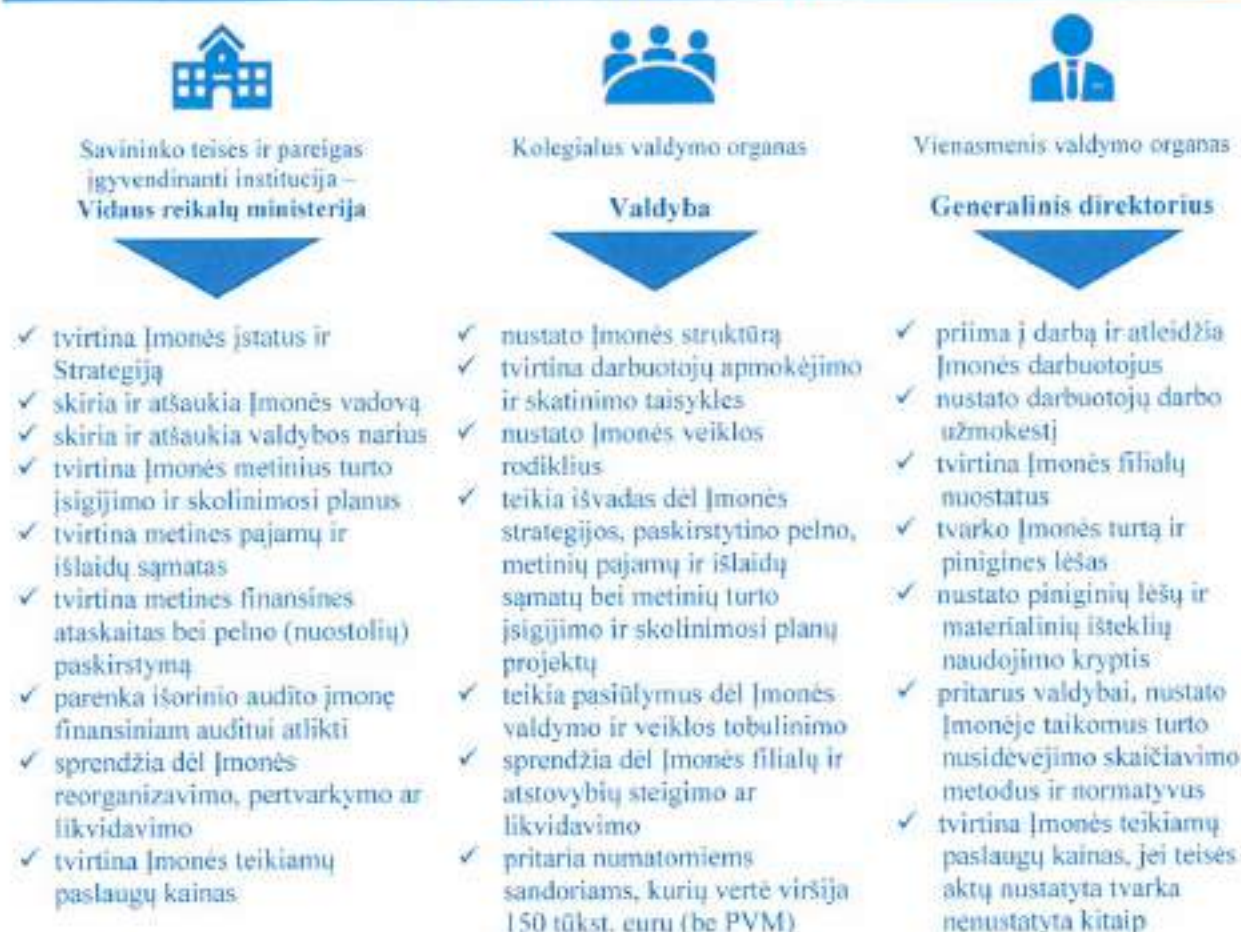 Savininko teises ir pareigas
įgyvendinanti institucija –
Vidaus reikalų ministerija
✓ tvirtina Įmonės įstatus ir
Strategiją
✓ skiria ir atšaukia Įmonės vadovą
✓ skiria ir atšaukia valdybos narius
✓ tvirtina Įmonės metinius turto
įsigijimo ir skolinimosi planus
✓ tvirtina metines pajamų ir
išlaidų sąmatas
✓ tvirtina metines finansines
ataskaitas bei pelno (nuostolių)
paskirstymą
✓ parenka išorinio audito įmonę
finansiniam auditui atlikti
✓ sprendžia dėl Įmonės
reorganizavimo, pertvarkymo ar
likvidavimo
✓ tvirtina Įmonės teikiamų
paslaugų kainas
Kolegialus valdymo organas
Valdyba
✓ nustato Įmonės struktūrą
✓ tvirtina darbuotojų apmokėjimo
ir skatinimo taisykles
✓ nustato Įmonės veiklos
rodiklius
✓ teikia išvadas dėl Įmonės
strategijos, paskirstytino pelno,
metinių pajamų ir išlaidų
sąmatų bei metinių turto
įsigijimo ir skolinimosi planų
projektų
✓ teikia pasiūlymus dėl Įmonės
valdymo ir veiklos tobulinimo
✓ sprendžia dėl Įmonės filialų ir
atstovybių steigimo ar
likvidavimo
✓ pritaria numatomiems
sandoriams, kurių vertė viršija
150 tūkst. eurų (be PVM)
Vienasmenis valdymo organas
Generalinis direktorius
✓ priima į darbą ir atleidžia
Įmonės darbuotojus
✓ nustato darbuotojų darbo
užmokestį
✓ tvirtina Įmonės filialų
nuostatus
✓ tvarko Įmonės turtą ir
pinigines lėšas
✓ nustato piniginių lėšų ir
materialinių išteklių
naudojimo kryptis
✓ pritarus valdybai, nustato
Įmonėje taikomus turto
nusidėvėjimo skaičiavimo
metodus ir normatyvus
✓ tvirtina Įmonės teikiamų
paslaugų kainas, jei teisės
aktų nustatyta tvarka
nenustatyta kitaip